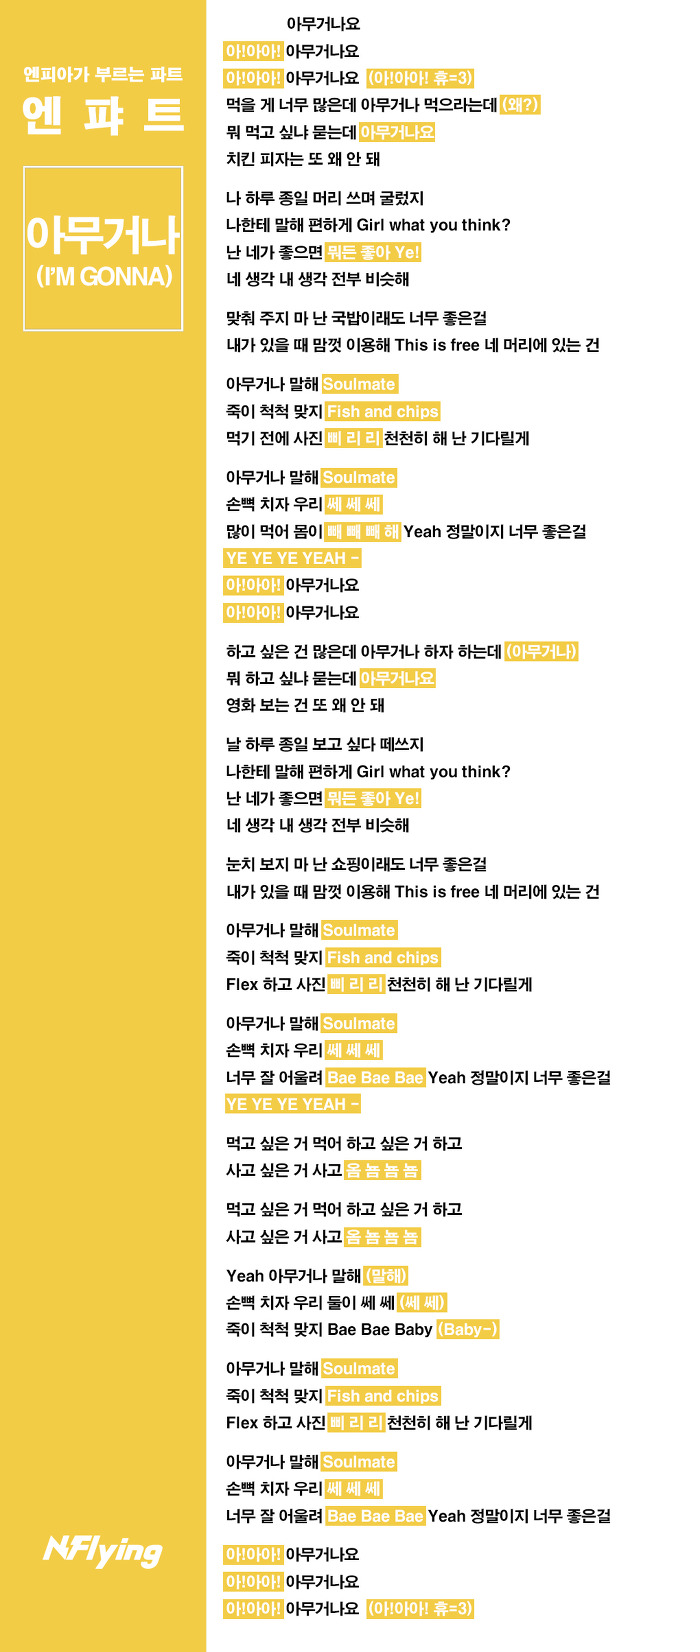 엔피아가 부르는 파트
엔 퍄 트
아무거나
(I'M GONNA)
아무거나요
아!아아! 아무거나요
아!아아! 아무거나요 (아!아아! 휴=3)
먹을 게 너무 많은데 아무거나 먹으라는데 (왜?)
뭐 먹고 싶냐 묻는데 아무거나요
치킨 피자는 또 왜 안 돼
나 하루 종일 머리 쓰며 굴렀지
나한테 말해 편하게 Girl what you think?
난 네가 좋으면 뭐든 좋아 Ye!
네 생각 내 생각 전부 비슷해
맞춰 주지 마 난 국밥이래도 너무 좋은걸
내가 있을 때 맘껏 이용해 This is free 네 머리에 있는 건
아무거나 말해 Soulmate
죽이 척척 맞지 Fish and chips
먹기 전에 사진 삐 리 리 천천히 해 난 기다릴게
아무거나 말해 Soulmate
손뼉 치자 우리 쎄 쎄 쎄
많이 먹어 몸이 빼 빼 빼 해 Yeah 정말이지 너무 좋은걸
YE YE YE YEAH -
아!아아! 아무거나요
아!아아! 아무거나요
하고 싶은 건 많은데 아무거나 하자 하는데 (아무거나)
뭐 하고 싶냐 묻는데 아무거나요
영화 보는 건 또 왜 안 돼
날 하루 종일 보고 싶다 떼쓰지
나한테 말해 편하게 Girl what you think?
난 네가 좋으면 뭐든 좋아 Ye!
네 생각 내 생각 전부 비슷해
눈치 보지 마 난 쇼핑이래도 너무 좋은걸
내가 있을 때 맘껏 이용해 This is free 네 머리에 있는 건
아무거나 말해 Soulmate
죽이 척척 맞지 Fish and chips
Flex 하고 사진 삐 리 리 천천히 해 난 기다릴게
아무거나 말해 Soulmate
손뼉 치자 우리 쎄 쎄 쎄
너무 잘 어울려 Bae Bae Bae Yeah 정말이지 너무 좋은걸
YE YE YE YEAH -
먹고 싶은 거 먹어 하고 싶은 거 하고
사고 싶은 거 사고 옴 뇸 뇸 뇸
먹고 싶은 거 먹어 하고 싶은 거 하고
사고 싶은 거 사고 옴 뇸 뇸 뇸
Yeah 아무거나 말해 (말해)
손뼉 치자 우리 둘이 쎄 쎄 (쎄 쎄)
죽이 척척 맞지 Bae Bae Baby (Baby-)
아무거나 말해 Soulmate
죽이 척척 맞지 Fish and chips
Flex 하고 사진 삐 리 리 천천히 해 난 기다릴게
아무거나 말해 Soulmate
손뼉 치자 우리 쎄 쎄 쎄
너무 잘 어울려 Bae Bae Bae Yeah 정말이지 너무 좋은걸
아!아아! 아무거나요
아!아아! 아무거나요
아!아아! 아무거나요 (아!아아! 휴=3)
N.Flying